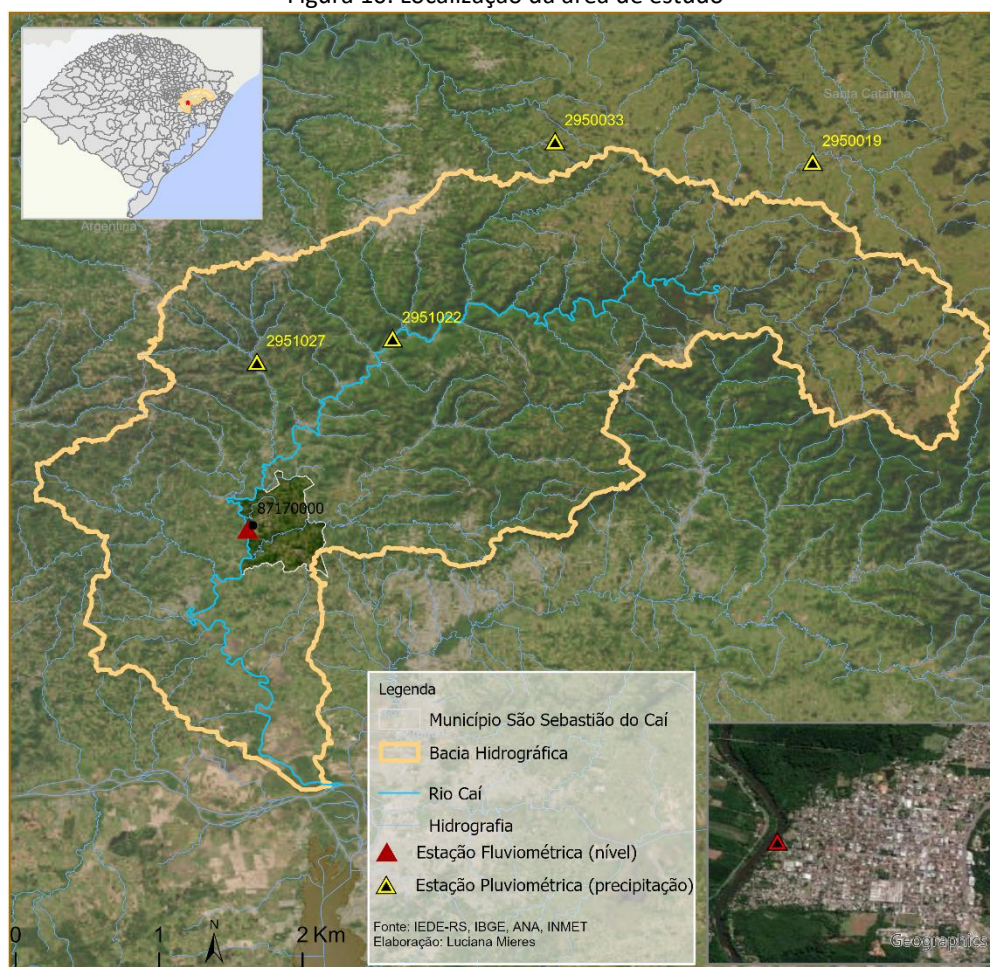 Figura 10: Localização da área de estudo
Santa Catarina
2950033
2950019
Argentina
2951027
2951022
87170000
Legenda
Município São Sebastião do Caí
Bacia Hidrográfica
Rio Caí
Hidrografia
Estação Fluviométrica (nível)
Estação Pluviométrica (precipitação)
Fonte: IEDE-RS, IBGE, ANA, INMET
Elaboração: Luciana Mieres
0
1
2 Km
N
Geographics